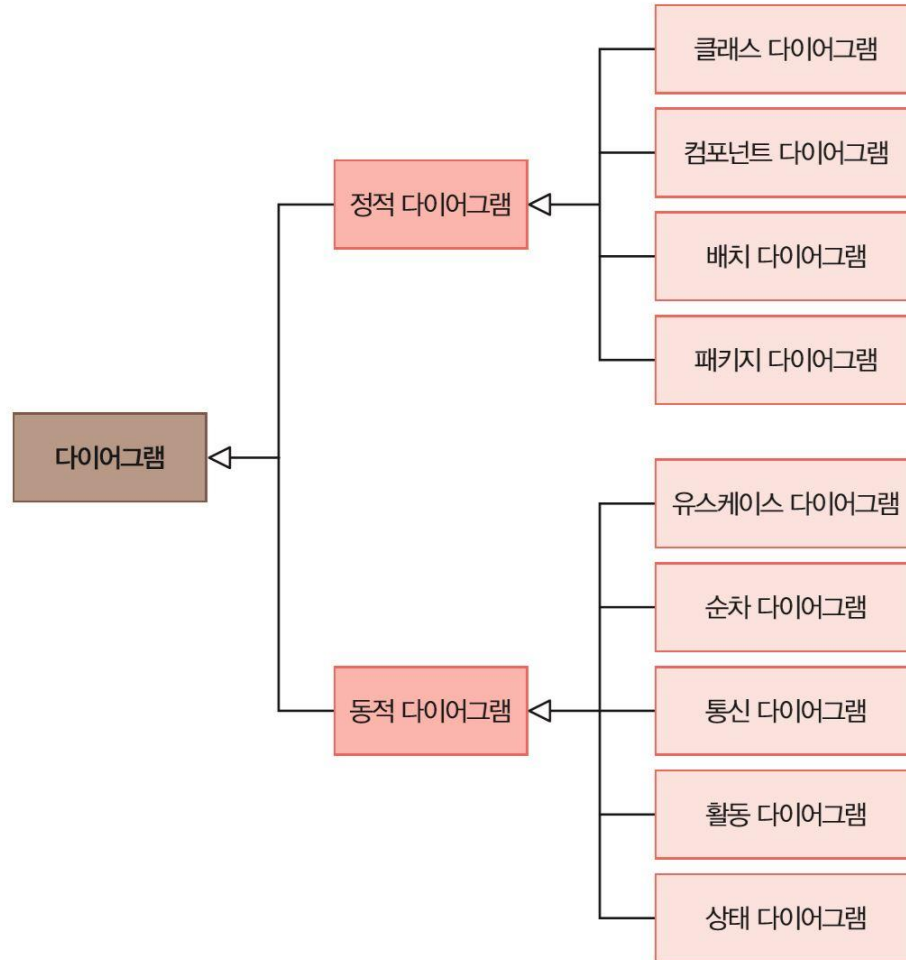 클래스 다이어그램
컴포넌트 다이어그램
정적 다이어그램
배치 다이어그램
패키지 다이어그램
다이어그램
유스케이스 다이어그램
순차 다이어그램
동적 다이어그램
통신 다이어그램
활동 다이어그램
상태 다이어그램